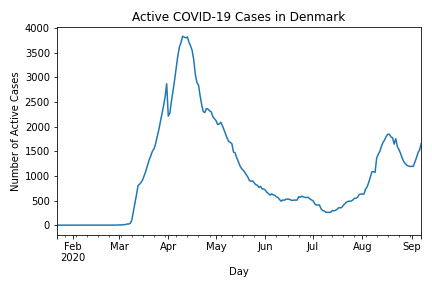 Active COVID-19 Cases in Denmark
4000
3500
3000
2500
2000
1500
1000
500
0
Number of Active Cases
Feb Mar Apr May Jun Jul Aug Sep
2020
Day